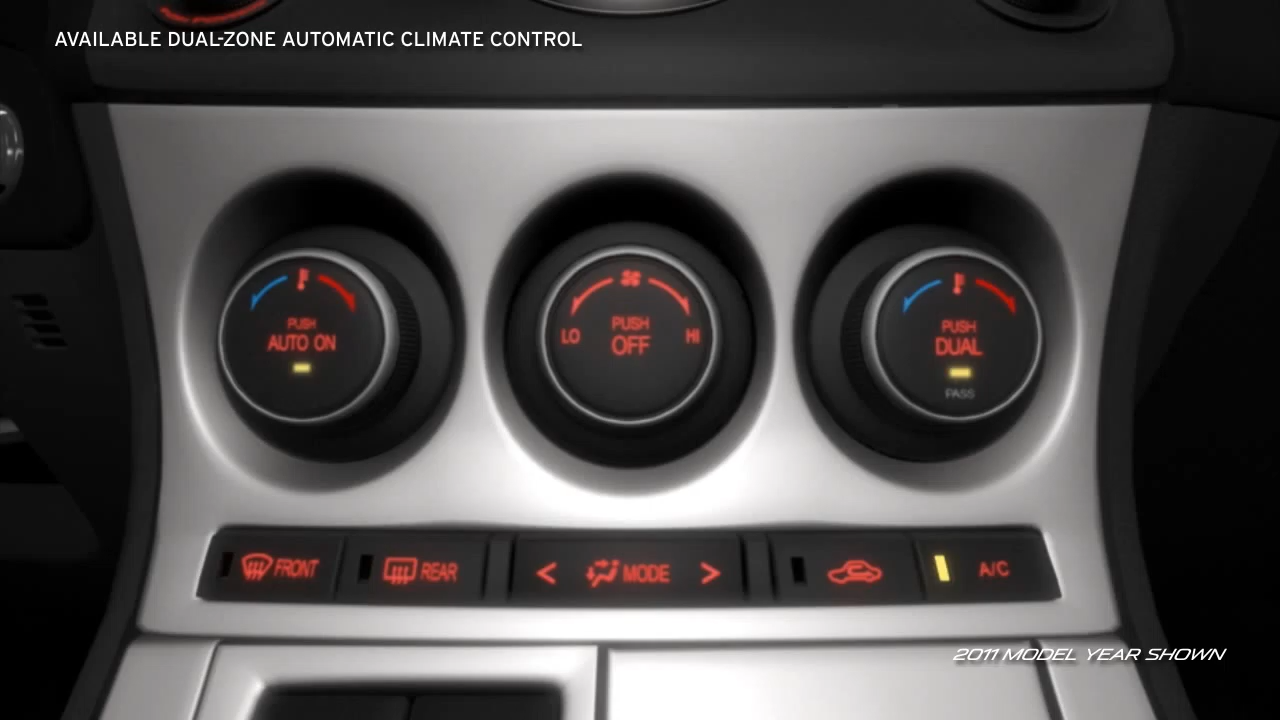 AVAILABLE DUAL-ZONE AUTOMATIC CLIMATE CONTROL
PUSH
AUTO ON
LO
PUSH
OFF
HI
PUSH
DUAL
PASS
FRONT
REAR
< MODE >
A/C
2011 MODEL YEAR SHOWN